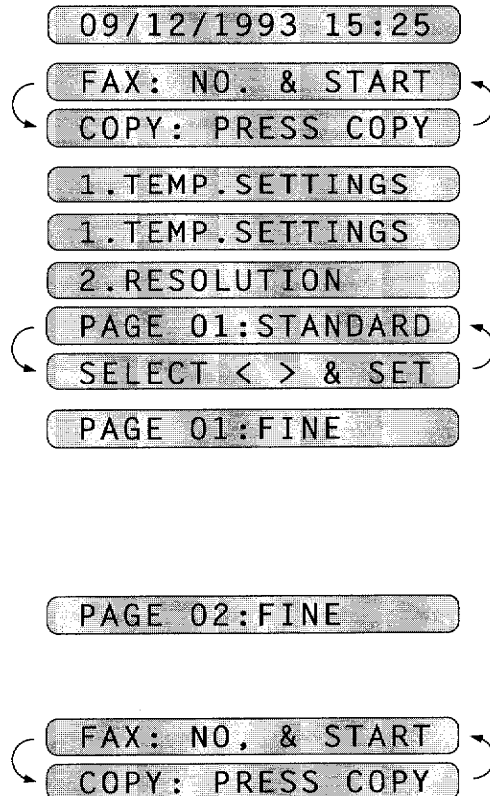 09/12/1993 15:25
FAX: NO. & START
COPY: PRESS COPY
1.TEMP.SETTINGS
1.TEMP.SETTINGS
2.RESOLUTION
PAGE 01:STANDARD
SELECT < > & SET
PAGE 01:FINE
PAGE 02:FINE
FAX: NO, & START
COPY: PRESS COPY